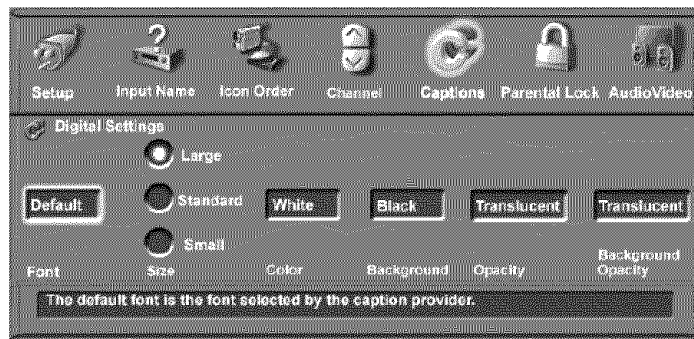 Setup Input Name Icon Order Channel Captions Parental Lock AudioVideo
Digital Settings
Large
Default Standard White Black Translucent Translucent
Small
Font Size Color Background Opacity Background Opacity
The default font is the font selected by the caption provider.